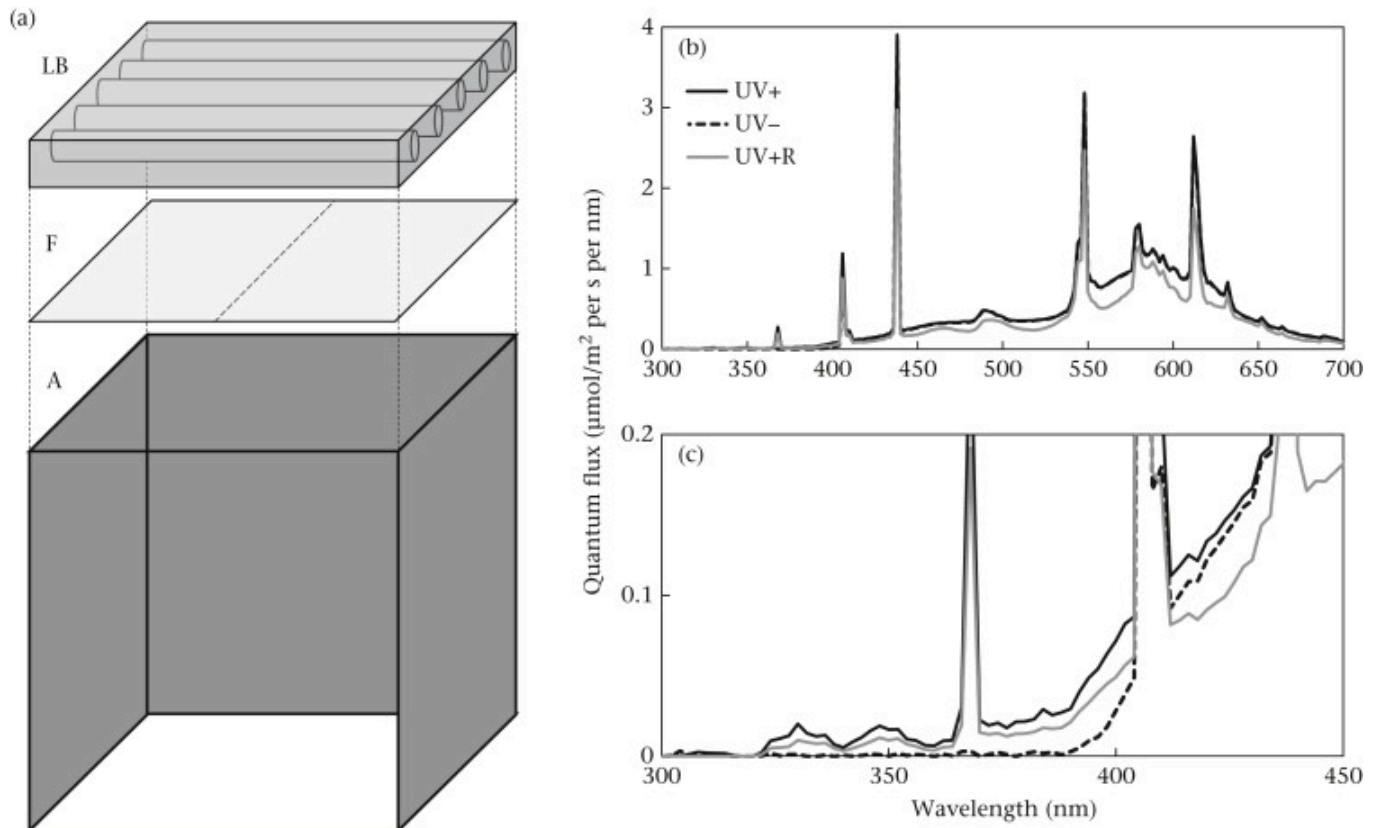 (a)
LB
F
A
(b)
UV+
UV–
UV+R
4
3
2
1
0
300 350 400 450 500 550 600 650 700
Quantum flux (μmol/m² per s per nm)
(c)
0.2
0.1
0
300 350 400 450
Wavelength (nm)